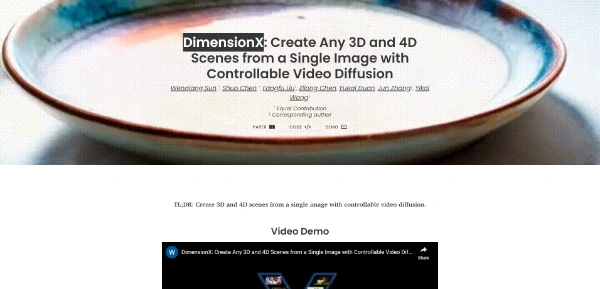 DimensionX: Create Any 3D and 4D
Scenes from a Single Image with
Controllable Video Diffusion
Wenqiang Sun*, Shuo Chen*, Fangfu Liu*, Zilong Chen, Yueqi Duan, Jun Zhang†, Yikai
Wang†
* Equal Contribution
† Corresponding author
PAPER CODE </> DEMO
TL;DR: Create 3D and 4D scenes from a single image with controllable video diffusion.
Video Demo
W DimensionX: Create Any 3D and 4D Scenes from a Single Image with Controllable Video Dif...
Share